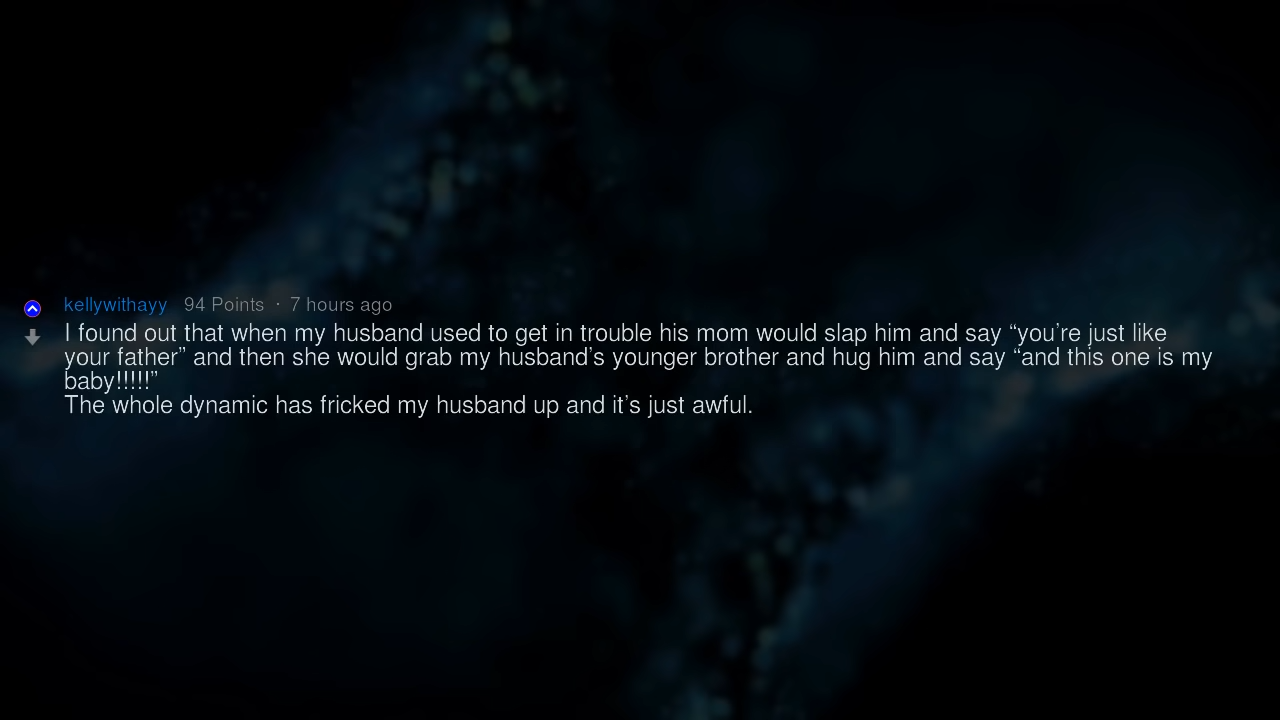 kellywithayy 94 Points · 7 hours ago
I found out that when my husband used to get in trouble his mom would slap him and say “you’re just like
your father” and then she would grab my husband’s younger brother and hug him and say “and this one is my
baby!!!!!”
The whole dynamic has fricked my husband up and it’s just awful.